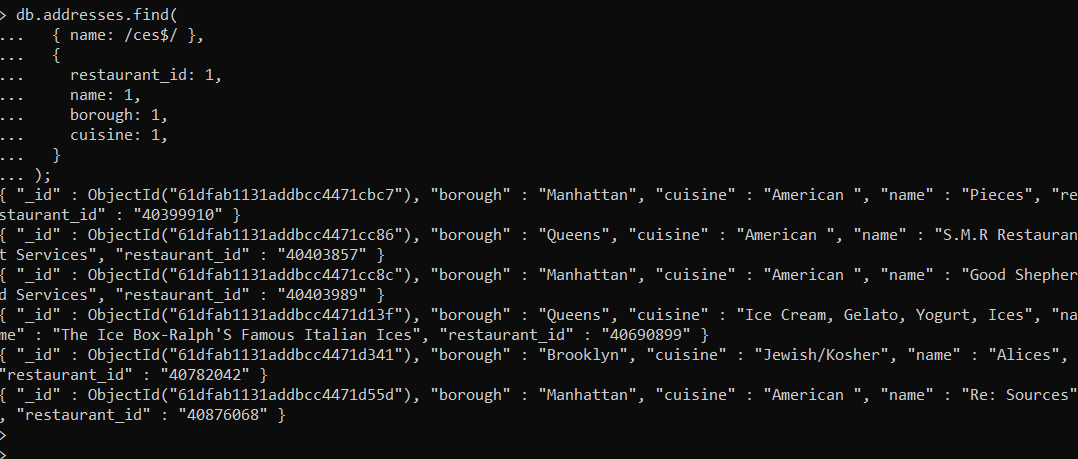 > db.addresses.find(
...   { name: /ces$/ },
...   {
...     restaurant_id: 1,
...     name: 1,
...     borough: 1,
...     cuisine: 1,
...   }
... );
{ "_id" : ObjectId("61dfab1131addbcc4471cbc7"), "borough" : "Manhattan", "cuisine" : "American ", "name" : "Pieces", "re
staurant_id" : "40399910" }
{ "_id" : ObjectId("61dfab1131addbcc4471cc86"), "borough" : "Queens", "cuisine" : "American ", "name" : "S.M.R Restauran
t Services", "restaurant_id" : "40403857" }
{ "_id" : ObjectId("61dfab1131addbcc4471cc8c"), "borough" : "Manhattan", "cuisine" : "American ", "name" : "Good Shepher
d Services", "restaurant_id" : "40403989" }
{ "_id" : ObjectId("61dfab1131addbcc4471d13f"), "borough" : "Queens", "cuisine" : "Ice Cream, Gelato, Yogurt, Ices", "na
me" : "The Ice Box-Ralph'S Famous Italian Ices", "restaurant_id" : "40690899" }
{ "_id" : ObjectId("61dfab1131addbcc4471d341"), "borough" : "Brooklyn", "cuisine" : "Jewish/Kosher", "name" : "Alices",
"restaurant_id" : "40782042" }
{ "_id" : ObjectId("61dfab1131addbcc4471d55d"), "borough" : "Manhattan", "cuisine" : "American ", "name" : "Re: Sources"
, "restaurant_id" : "40876068" }
>
>